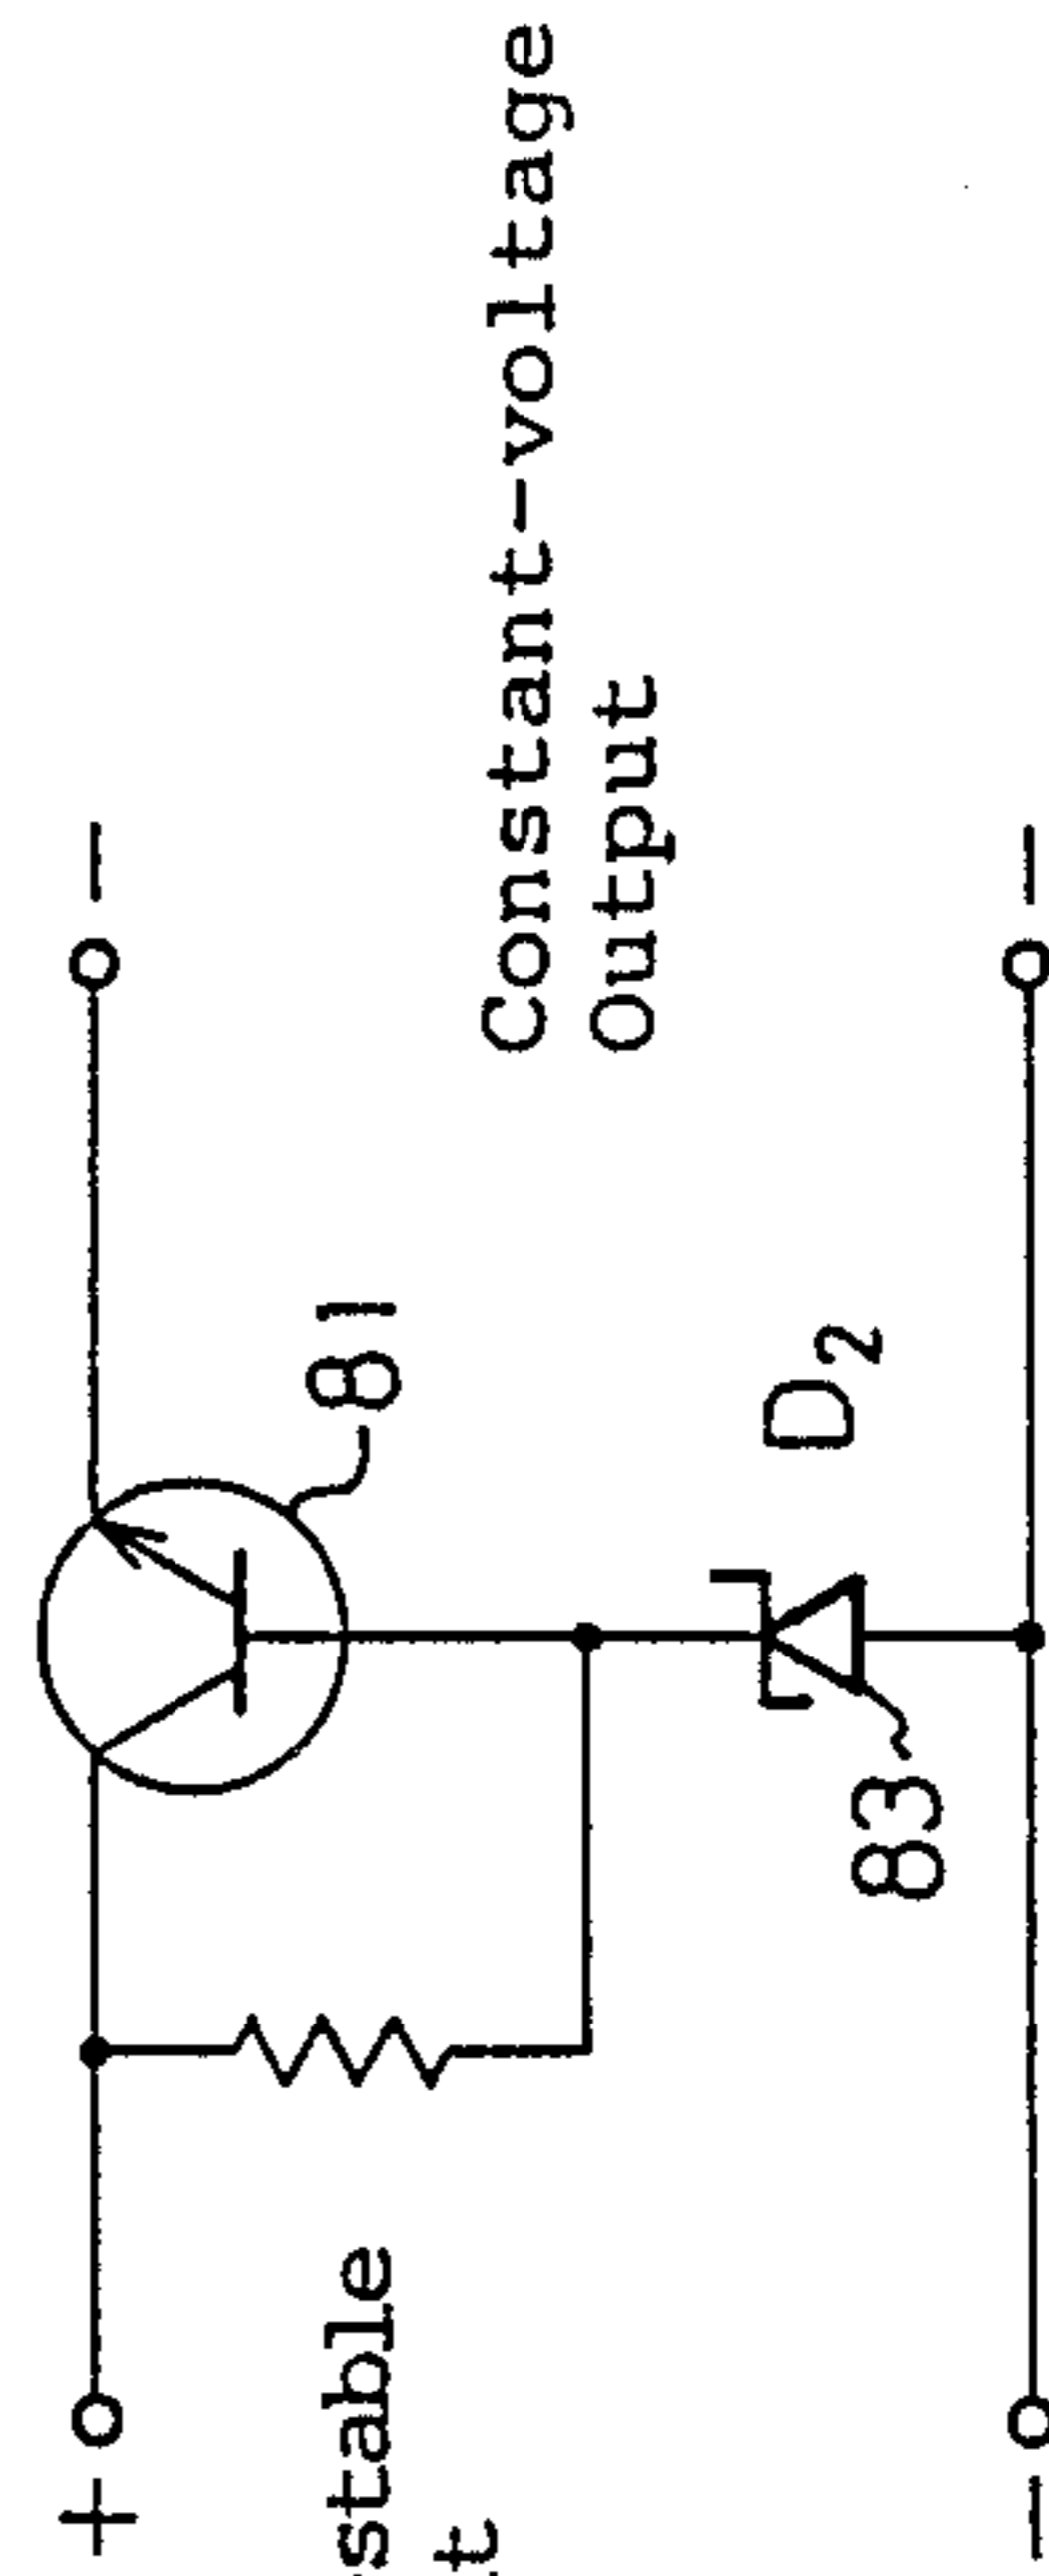 + −
stable
t
81
Constant-voltage
Output
D₂
83
− −